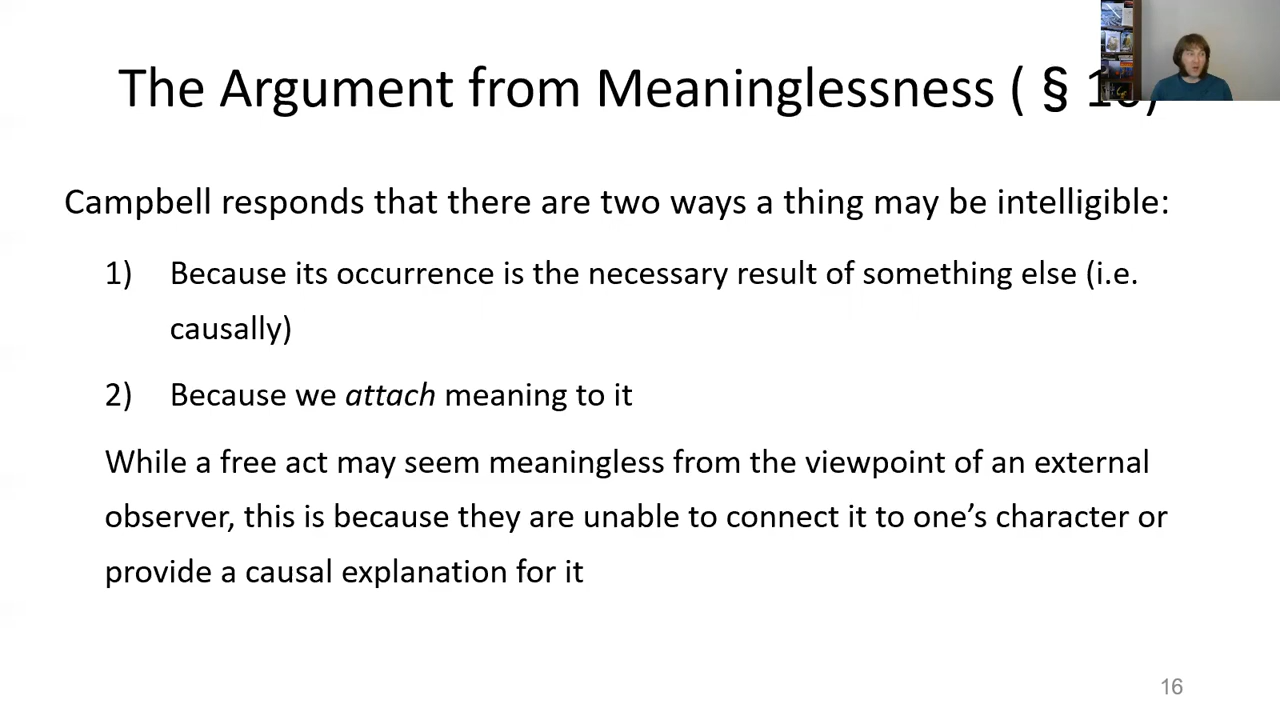 The Argument from Meaninglessness ( §
Campbell responds that there are two ways a thing may be intelligible:
1) Because its occurrence is the necessary result of something else (i.e.
causally)
2) Because we attach meaning to it
While a free act may seem meaningless from the viewpoint of an external
observer, this is because they are unable to connect it to one’s character or
provide a causal explanation for it
16